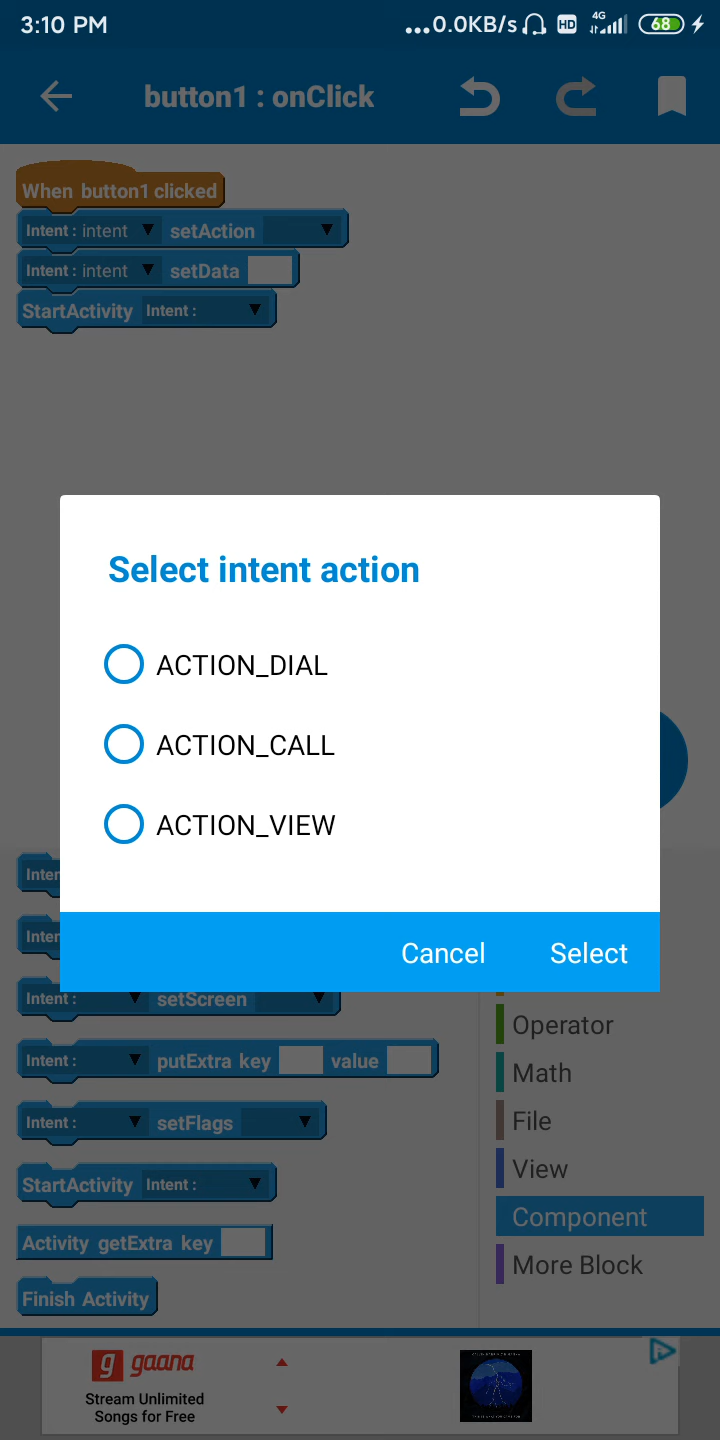 3:10 PM
...0.0KB/s HD 4G 68
button1 : onClick
When button1 clicked
Intent : intent setAction
Intent : intent setData
StartActivity Intent :
Select intent action
ACTION_DIAL
ACTION_CALL
ACTION_VIEW
Cancel Select
Intent : setScreen
Intent : putExtra key value
Intent : setFlags
StartActivity Intent :
Activity getExtra key
Finish Activity
Operator
Math
File
View
Component
More Block
gaana
Stream Unlimited
Songs for Free